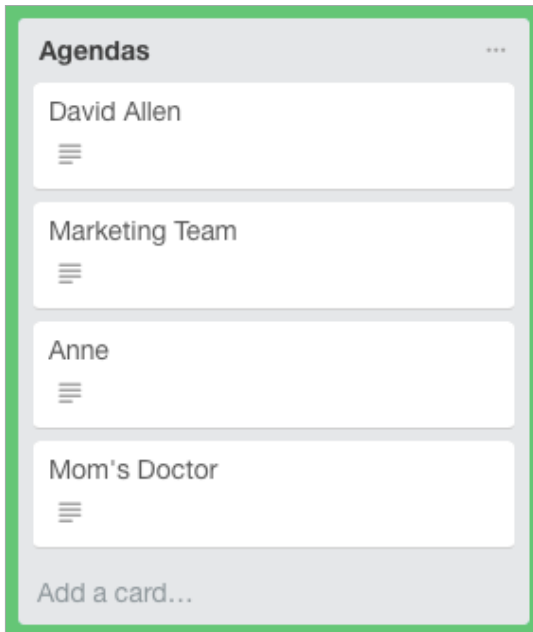 Agendas
David Allen
Marketing Team
Anne
Mom's Doctor
Add a card...